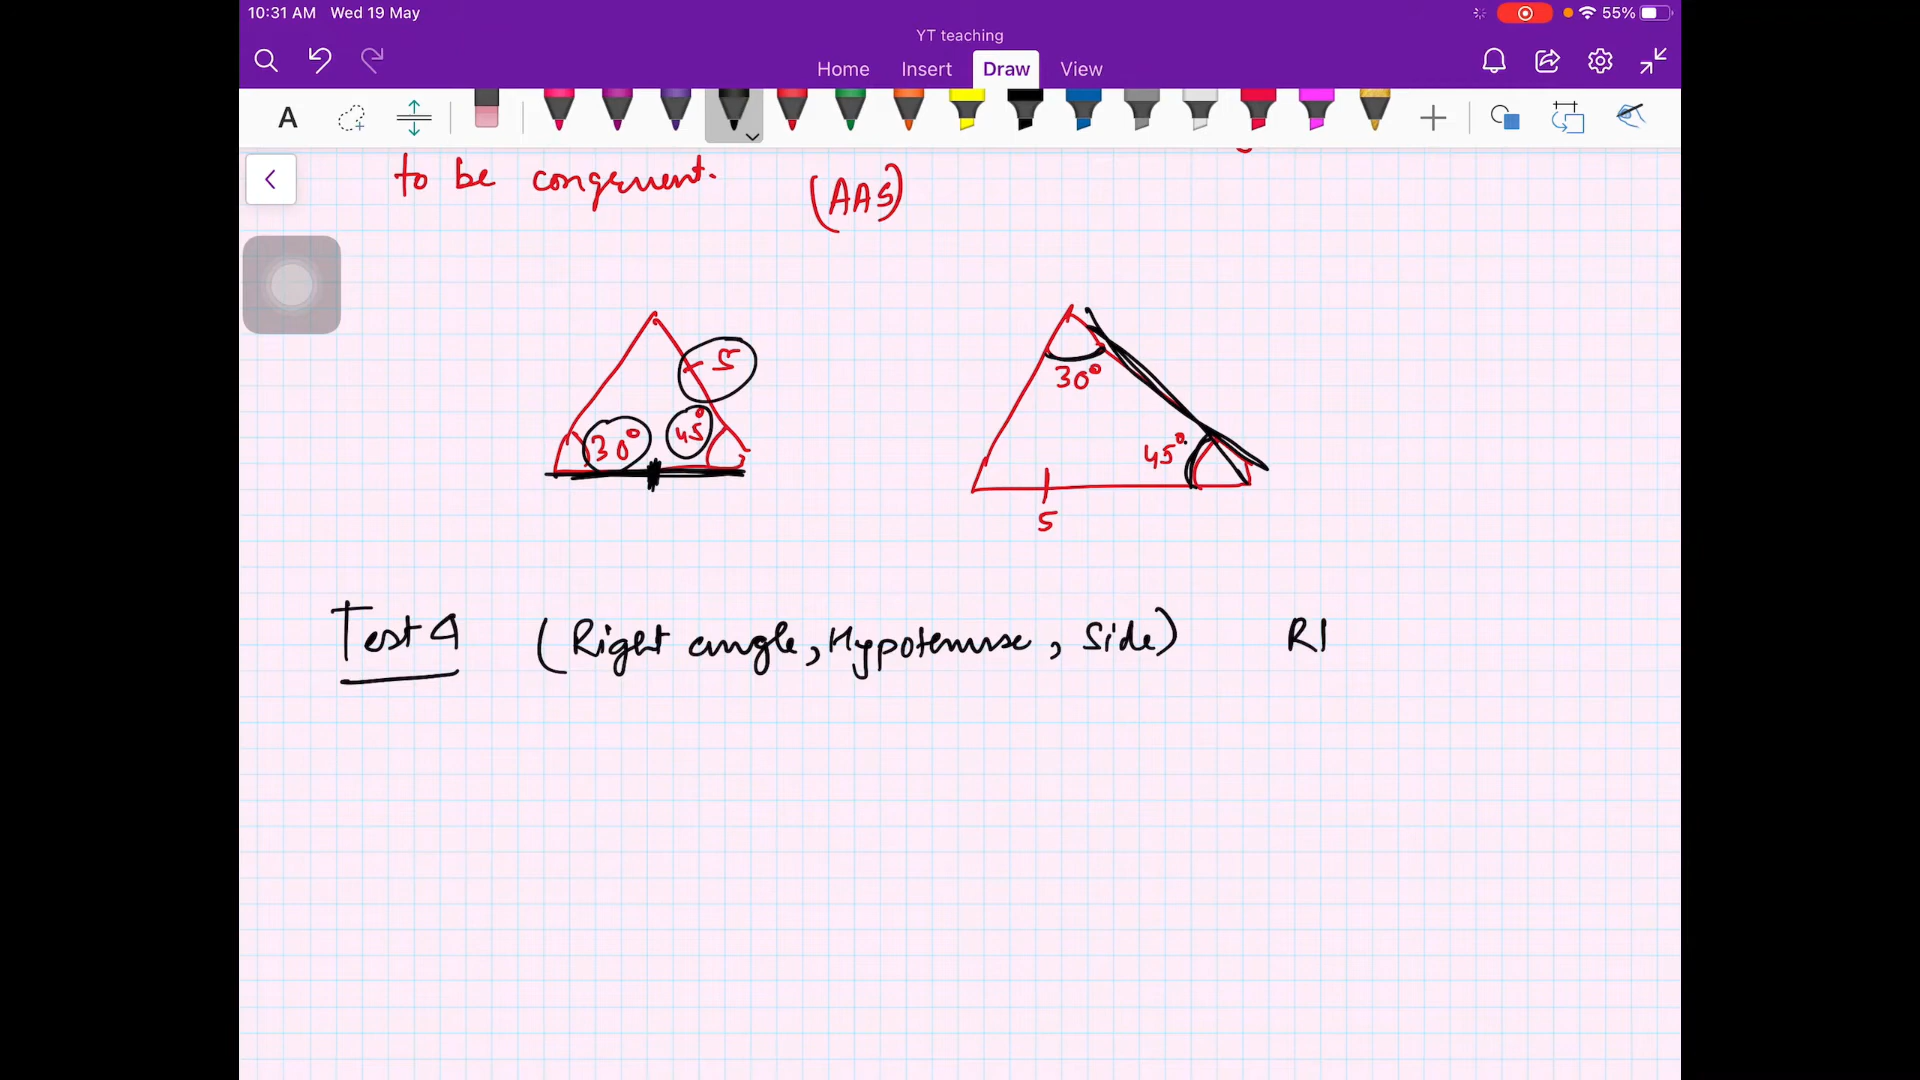 10:31 AM Wed 19 May 55%
YT teaching
Home Insert Draw View
A
to be congruent. (AAS)
5
30° 45°
30°
45°
5
Test 4 (Right angle, Hypotenuse, Side) RI